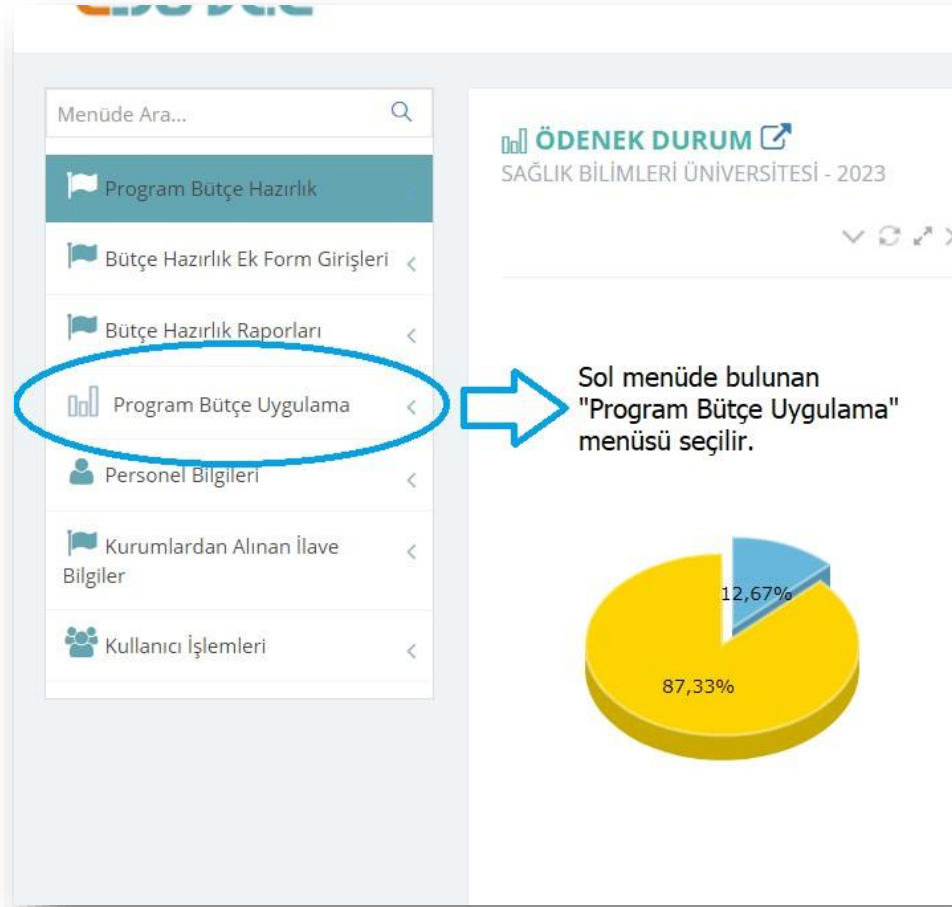 Menüde Ara...
Program Bütçe Hazırlık
Bütçe Hazırlık Ek Form Girişleri
Bütçe Hazırlık Raporları
Program Bütçe Uygulama
Personel Bilgileri
Kurumlardan Alınan İlave
Bilgiler
Kullanıcı İşlemleri
ÖDENEK DURUM
SAĞLIK BİLİMLERİ ÜNİVERSİTESİ - 2023
Sol menüde bulunan
"Program Bütçe Uygulama"
menüsü seçilir.
12,67%
87,33%